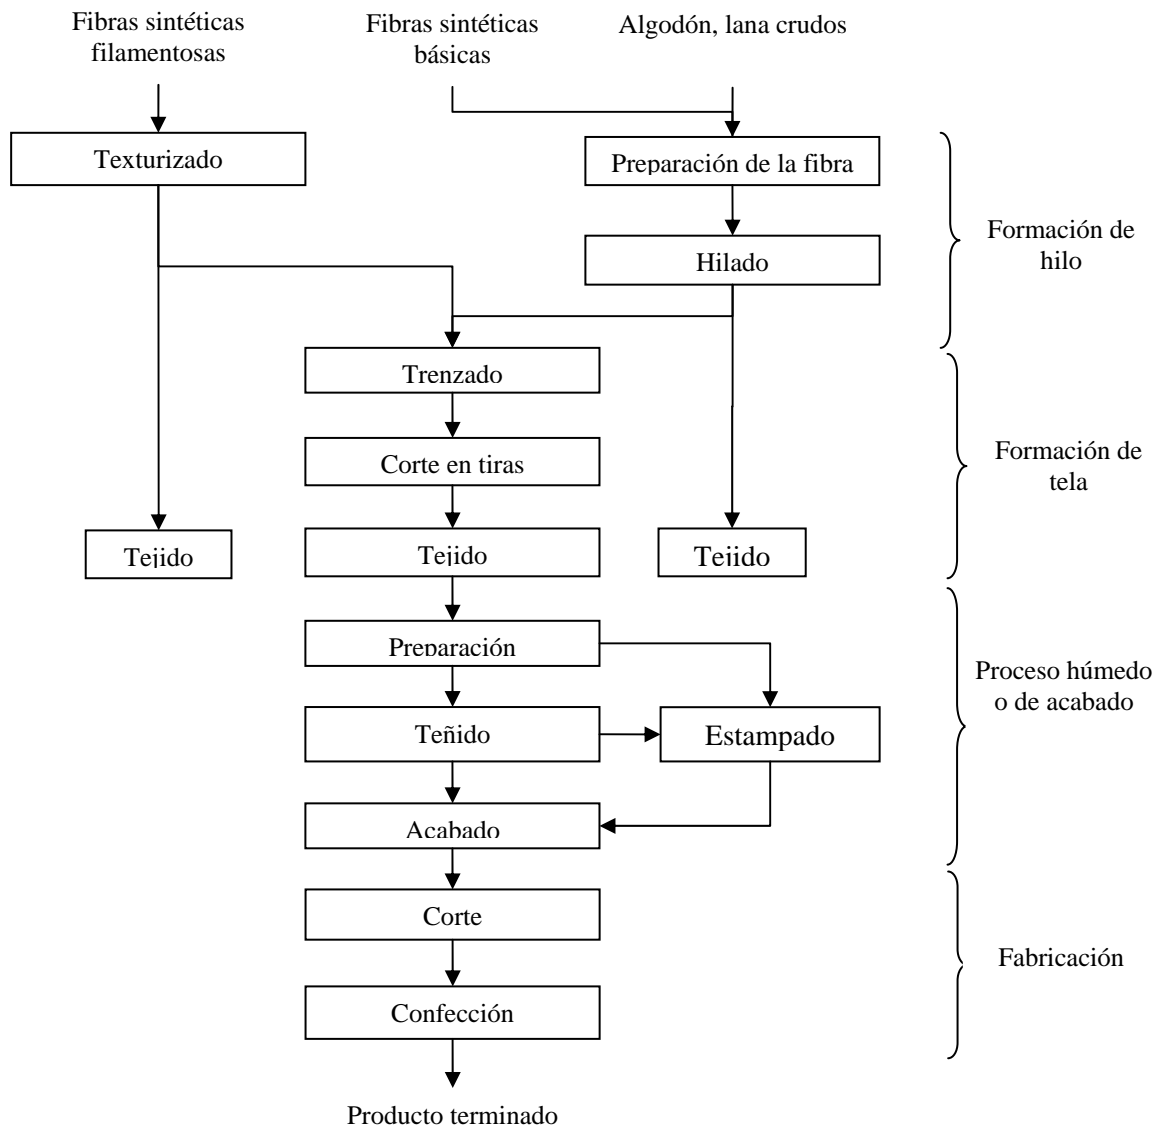 Fibras sintéticas
filamentosas
Fibras sintéticas
básicas
Algodón, lana crudos
Texturizado
Preparación de la fibra
Hilado
Formación de
hilo
Trenzado
Corte en tiras
Formación de
tela
Tejido
Tejido
Tejido
Preparación
Proceso húmedo
o de acabado
Teñido
Estampado
Acabado
Corte
Fabricación
Confección
Producto terminado